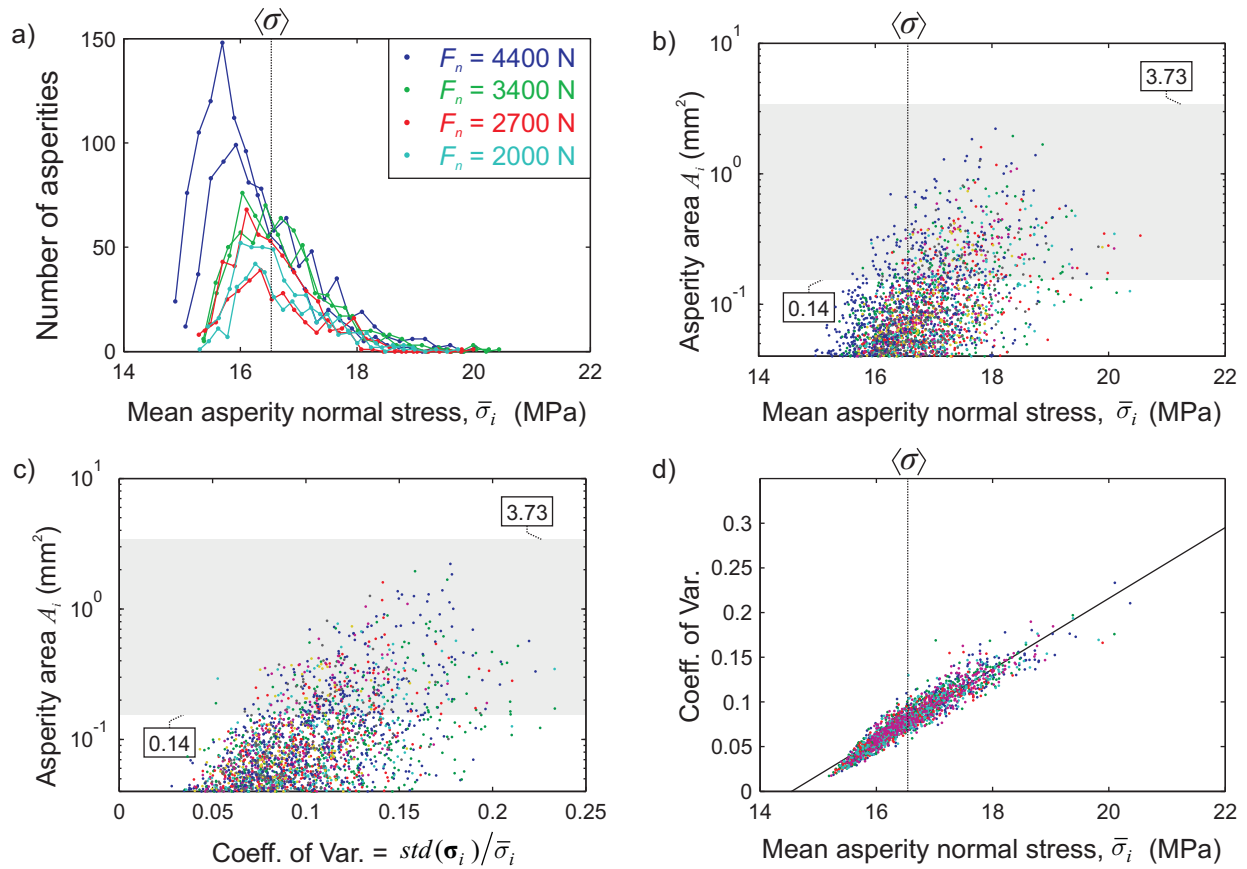 a)
⟨σ⟩
Number of asperities
150
100
50
0
14
16
18
20
22
Mean asperity normal stress, σ̅ᵢ (MPa)
Fₙ = 4400 N
Fₙ = 3400 N
Fₙ = 2700 N
Fₙ = 2000 N
b)
⟨σ⟩
Asperity area Aᵢ (mm²)
10¹
10⁰
10⁻¹
3.73
0.14
14
16
18
20
22
Mean asperity normal stress, σ̅ᵢ (MPa)
c)
Asperity area Aᵢ (mm²)
10¹
10⁰
10⁻¹
3.73
0.14
0
0.05
0.1
0.15
0.2
0.25
Coeff. of Var. = std(σᵢ)/σ̅ᵢ
d)
⟨σ⟩
Coeff. of Var.
0.3
0.25
0.2
0.15
0.1
0.05
0
14
16
18
20
22
Mean asperity normal stress, σ̅ᵢ (MPa)